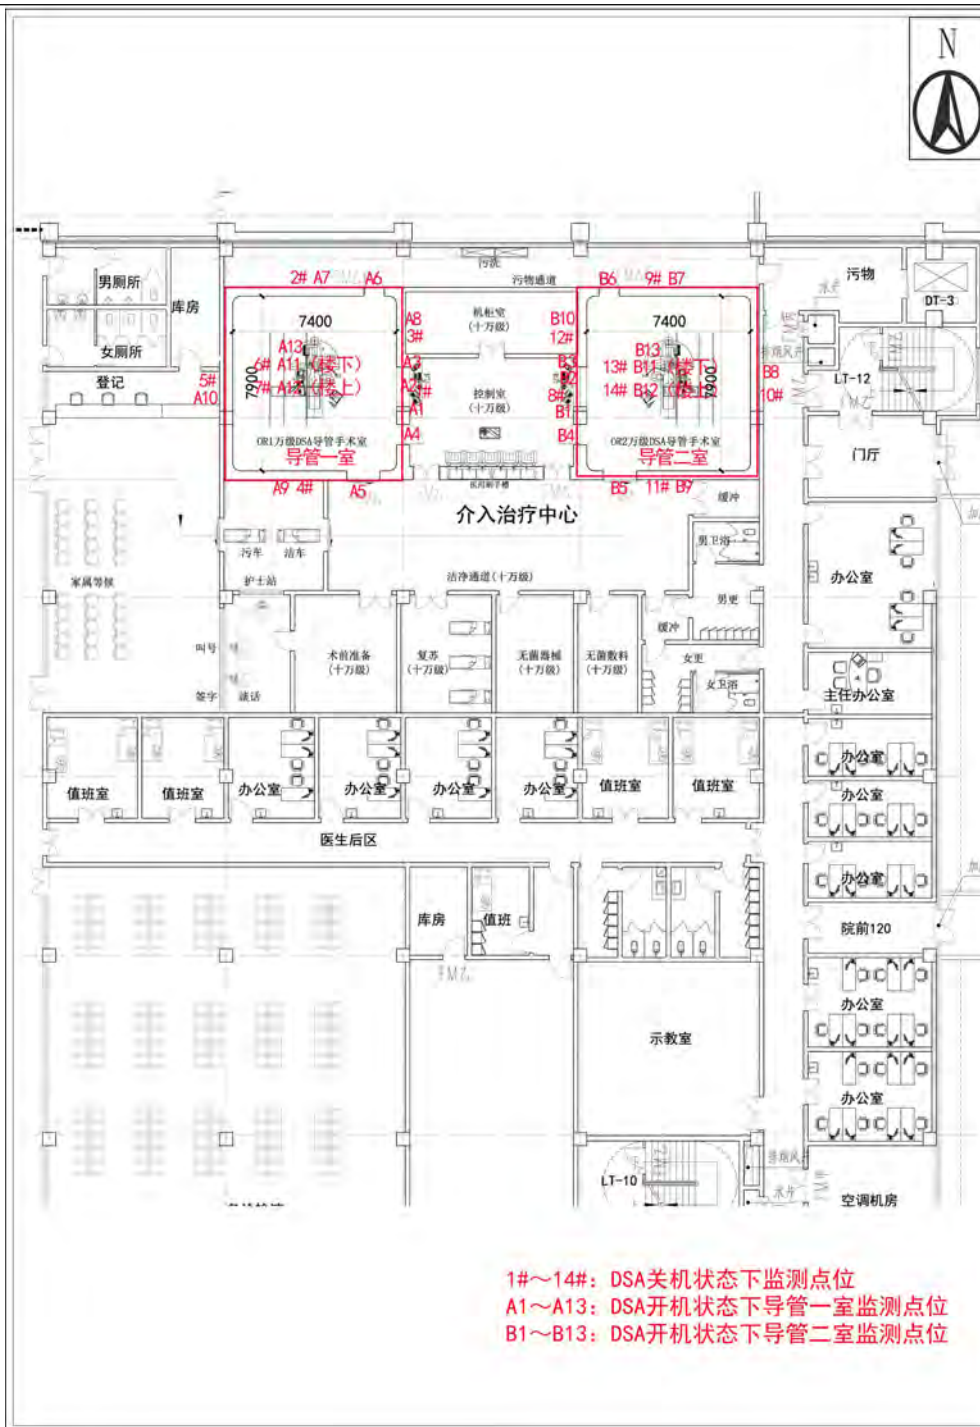 N
污洗
污物通道
污物
男厕所
库房
女厕所
登记
DT-3
LT-12
水井
排烟风井
2# A7
A6
B6
9# B7
7400
7900
A13
6# A11（楼下）
7# A12（楼上）
5#
A10
OR1万级DSA导管手术室
导管一室
A9 4#
A5
A8
3#
A3
A2
1#
A1
A4
机柜室
(十万级)
控制室
(十万级)
B10
12#
B3
B2
8#
B1
B4
7400
7900
B13
13# B11（楼下）
14# B12（楼上）
B8
10#
OR2万级DSA导管手术室
导管二室
B5
11# B9
介入治疗中心
门厅
缓冲
污车
洁车
护士站
洁净通道(十万级)
男卫浴
男更
办公室
家属等候
叫号
签字
谈话
术前准备
(十万级)
复苏
(十万级)
无菌器械
(十万级)
无菌敷料
(十万级)
缓冲
女更
女卫浴
主任办公室
值班室
值班室
办公室
办公室
办公室
办公室
值班室
值班室
办公室
办公室
办公室
医生后区
库房
值班
院前120
办公室
示教室
办公室
LT-10
排烟风井
水井
空调机房
1#～14#：DSA关机状态下监测点位
A1～A13：DSA开机状态下导管一室监测点位
B1～B13：DSA开机状态下导管二室监测点位